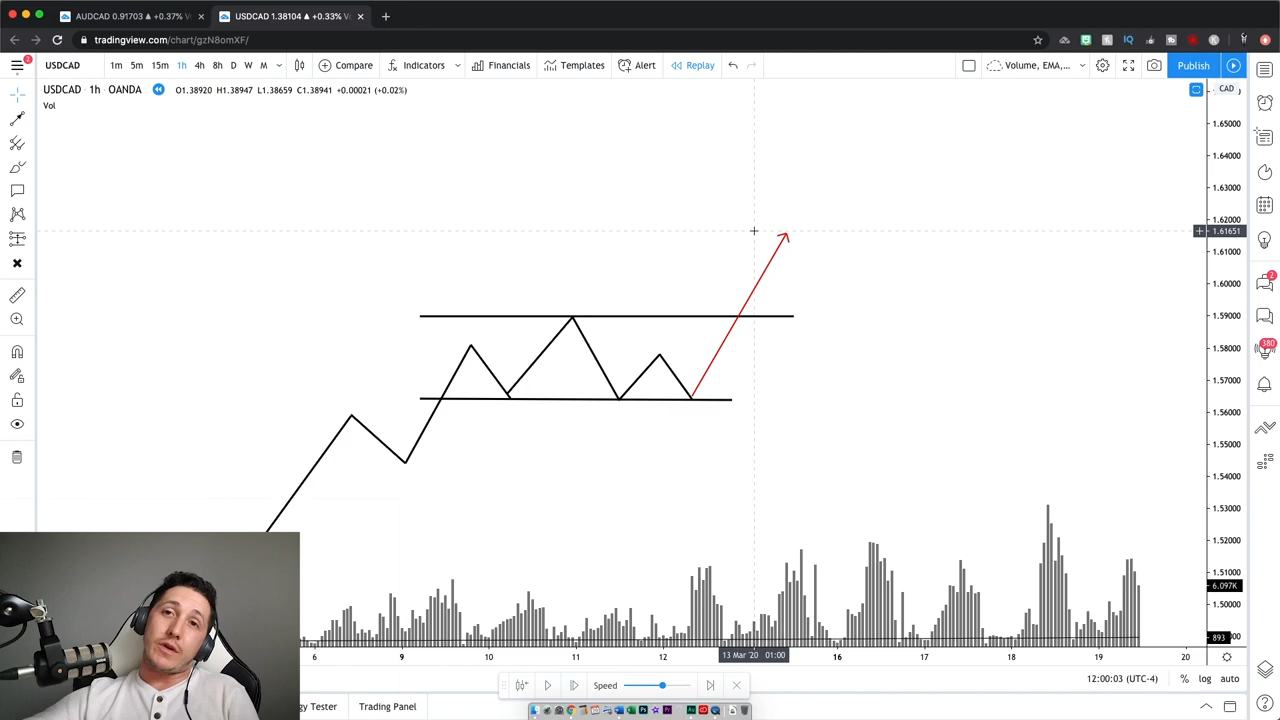 AUDCAD 0.91703 ▲ +0.37% V
USDCAD 1.38104 ▲ +0.33% V
tradingview.com/chart/gzN8omXF/
2 USDCAD 1m 5m 15m 1h 4h 8h D W M Compare Indicators Financials Templates Alert Replay Volume, EMA,... Publish
USDCAD · 1h · OANDA O1.38920 H1.38947 L1.38659 C1.38941 +0.00021 (+0.02%)
CAD
Vol
1.65000
1.64000
1.63000
1.62000
1.61651
1.61000
1.60000
1.59000
1.58000
1.57000
1.56000
1.55000
1.54000
1.53000
1.52000
1.51000
6.097K
1.50000
893
2
380
6 9 10 11 12 13 Mar '20 01:00 16 17 18 19 20
12:00:03 (UTC-4) % log auto
Speed
gy Tester Trading Panel